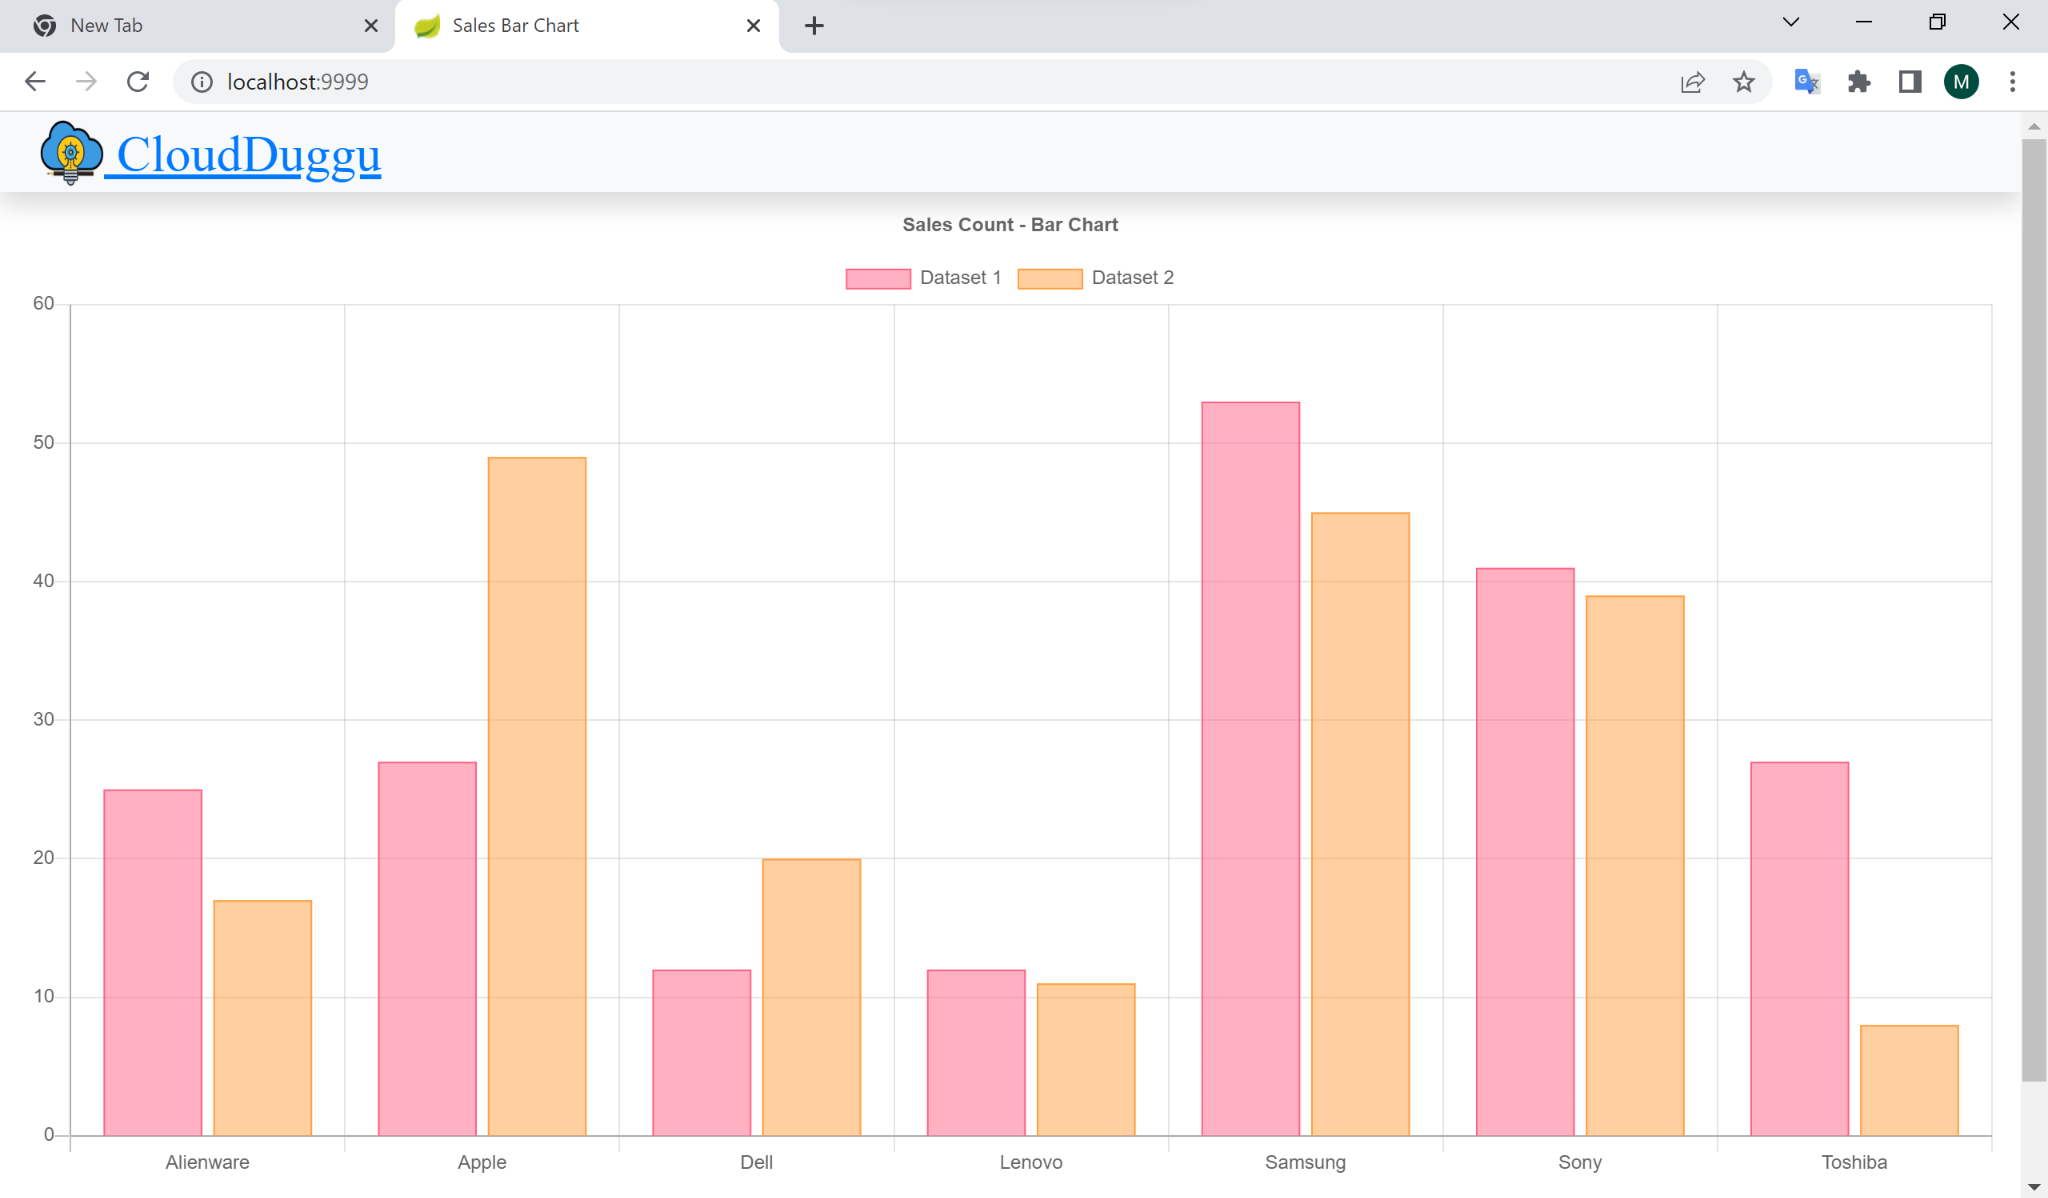 New Tab
Sales Bar Chart
localhost:9999
M
CloudDuggu
Sales Count - Bar Chart
Dataset 1 Dataset 2
60
50
40
30
20
10
0
Alienware Apple Dell Lenovo Samsung Sony Toshiba